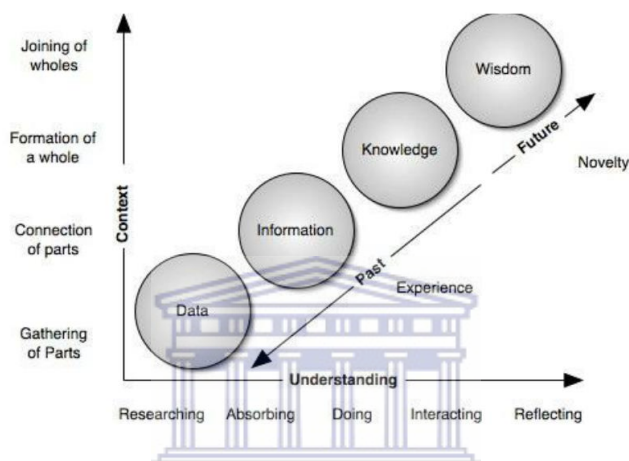 Joining of
wholes
Wisdom
Formation of
a whole
Knowledge
Future
Novelty
Connection
of parts
Context
Information
Past
Experience
Data
Gathering
of Parts
Understanding
Researching
Absorbing
Doing
Interacting
Reflecting